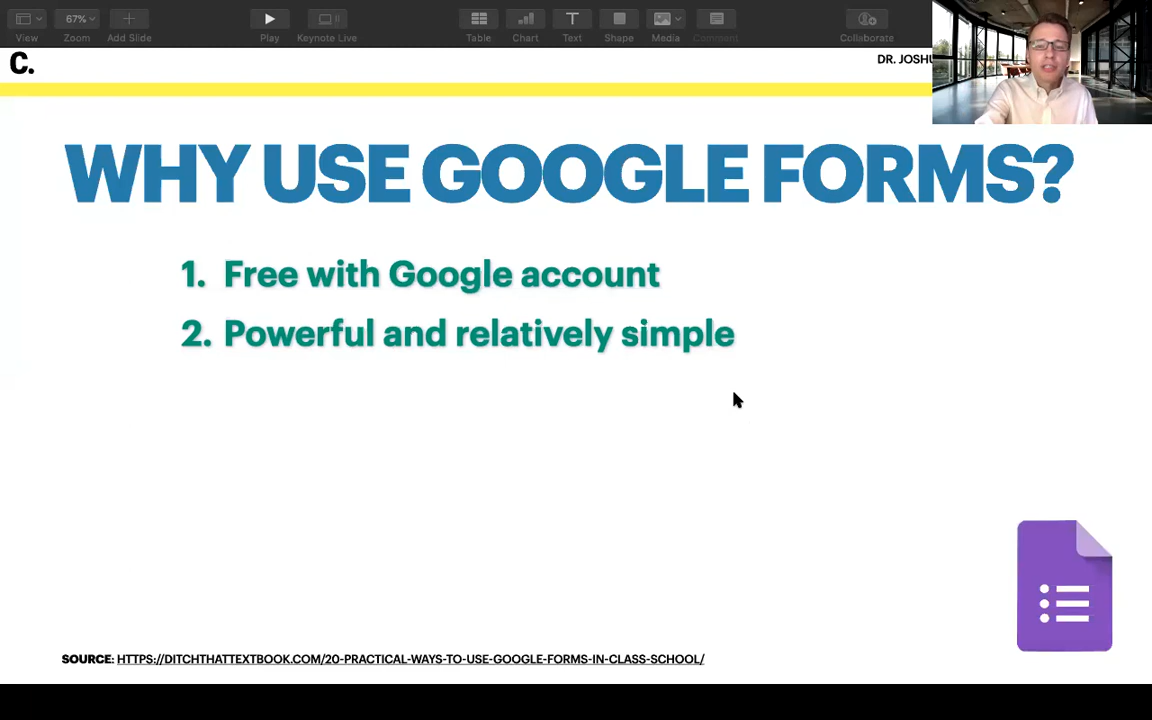 67%
View Zoom Add Slide Play Keynote Live Table Chart Text Shape Media Comment Collaborate
C.
DR.
WHY USE GOOGLE FORMS?
1. Free with Google account
2. Powerful and relatively simple
SOURCE: HTTPS://DITCHTHATTEXTBOOK.COM/20-PRACTICAL-WAYS-TO-USE-GOOGLE-FORMS-IN-CLASS-SCHOOL/